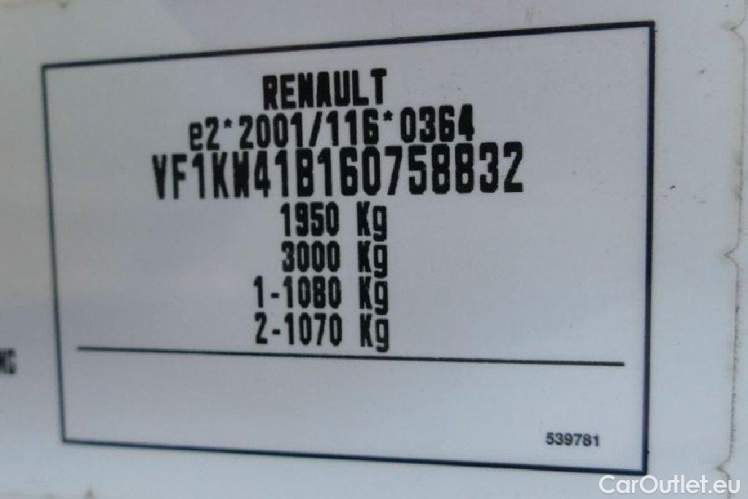 RENAULT
e2*2001/116*0364
VF1KW41B160758832
1950 Kg
3000 Kg
1-1080 Kg
2-1070 Kg
539781
CarOutlet.eu